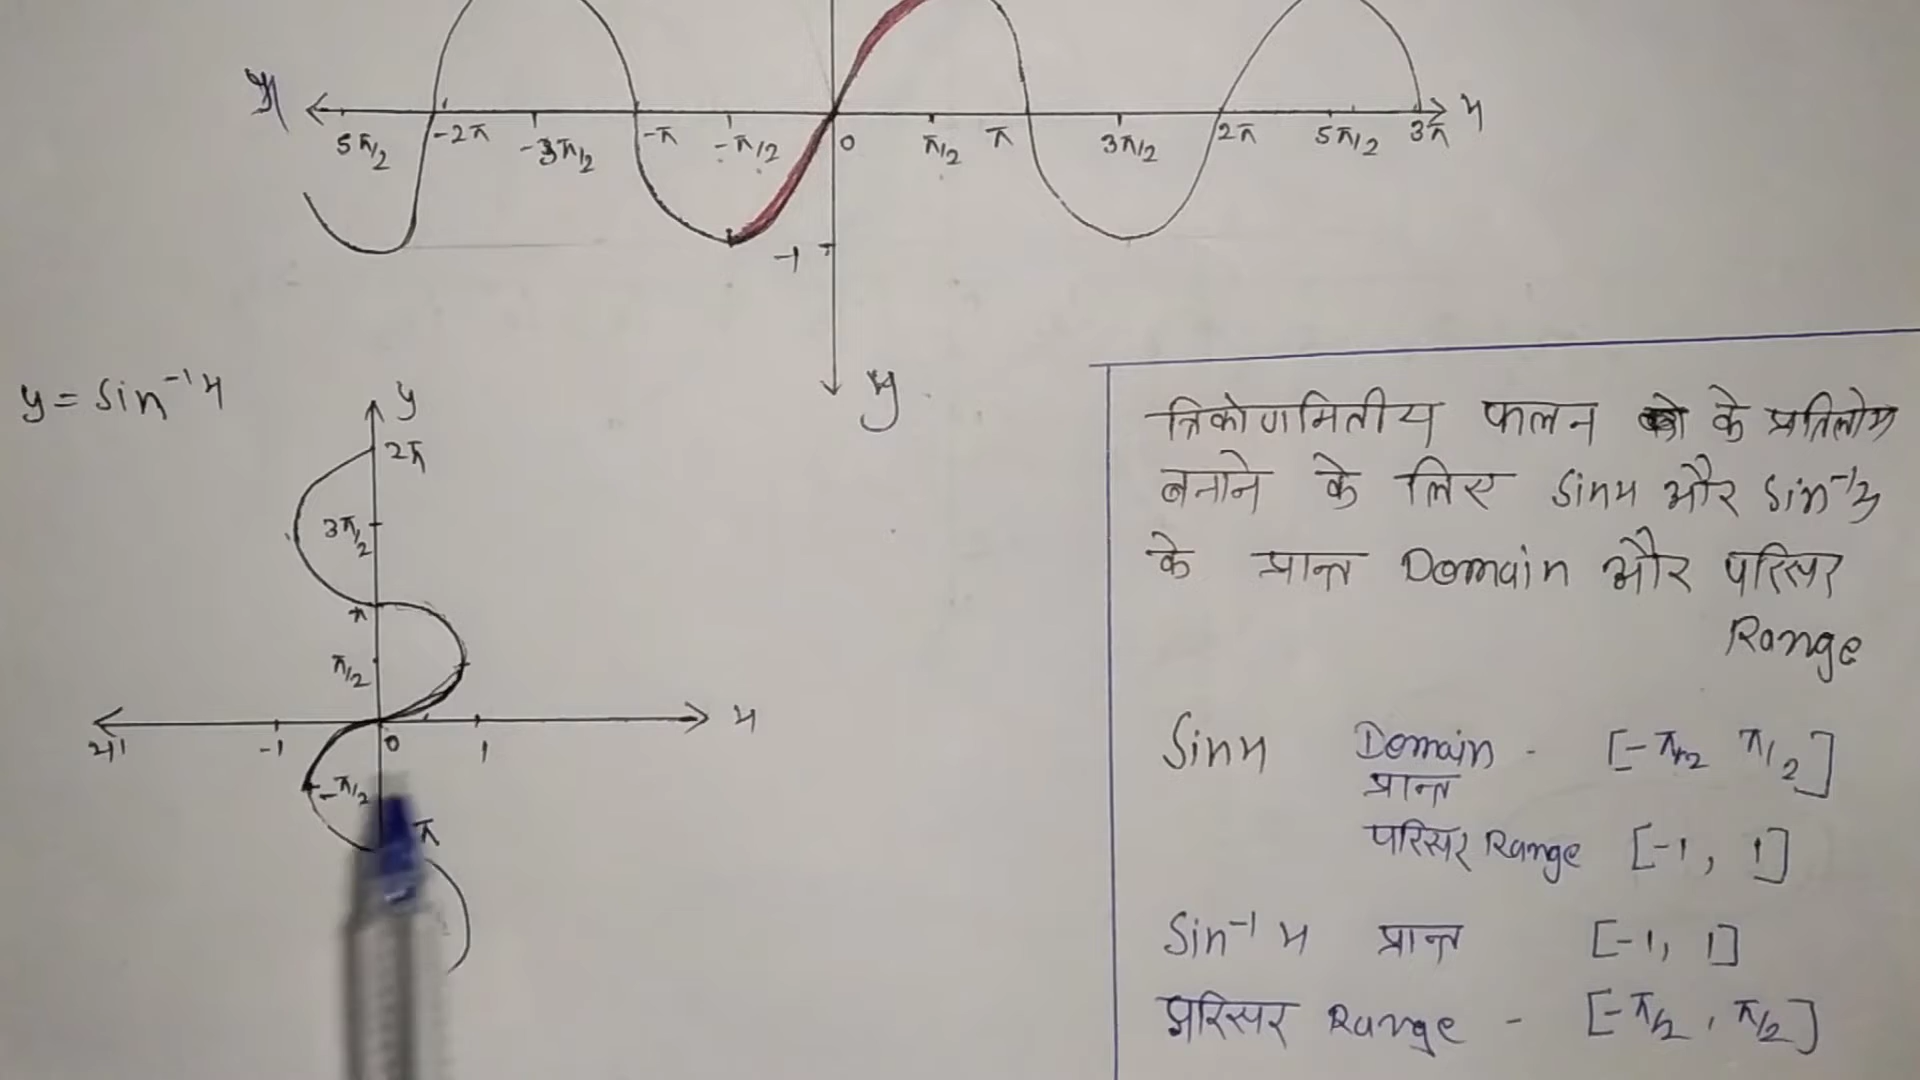 5π/2 -2π -3π/2 -π -π/2 0 π/2 π 3π/2 2π 5π/2 3π x
-1
y
y = Sin⁻¹x
y
2π
3π/2
π
π/2
x' -1 0 1 x
-π/2
π
त्रिकोणमितीय फलन के प्रतिलोम
बनाने के लिए Sinx और Sin⁻¹x
के प्रान्त Domain और परिसर
Range
Sinx Domain - [-π/2 π/2]
प्रान्त
परिसर Range [-1, 1]
Sin⁻¹x प्रान्त [-1, 1]
परिसर Range - [-π/2, π/2]